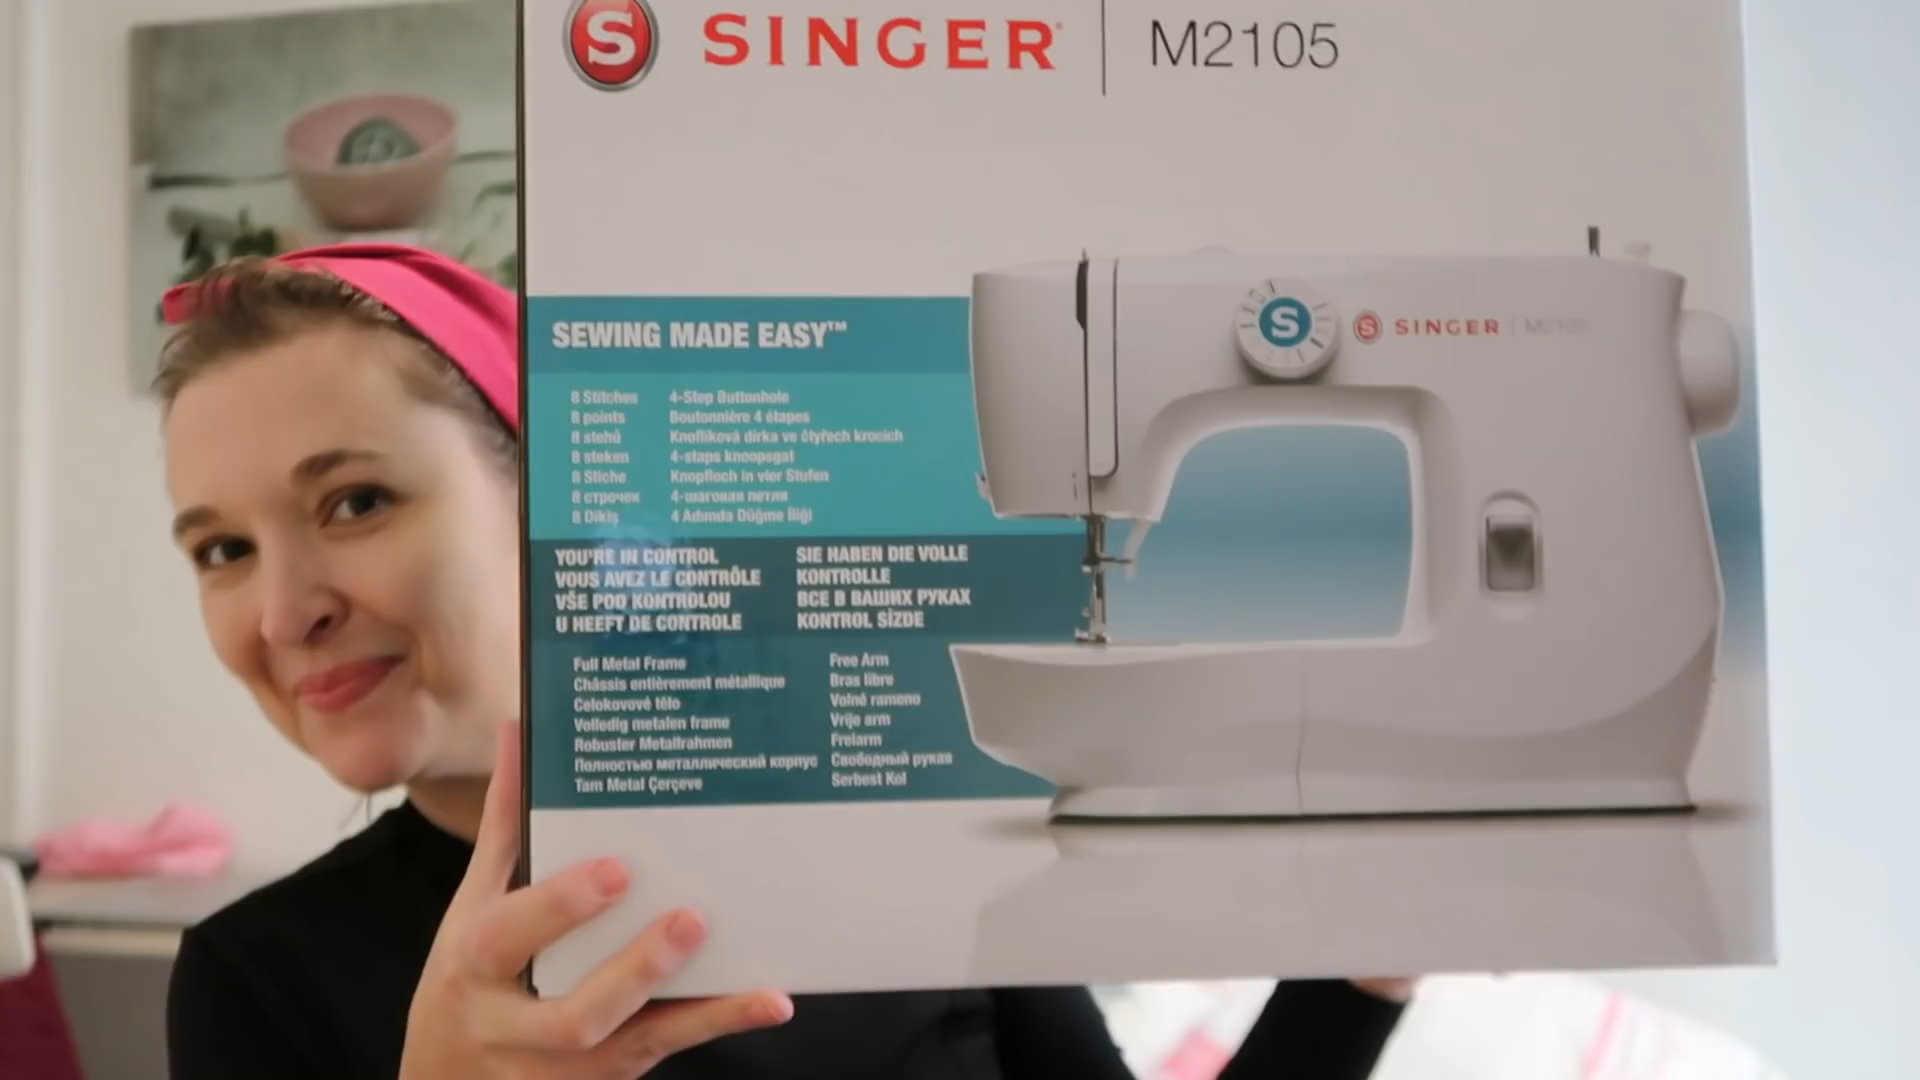 S SINGER® M2105
SEWING MADE EASY™
8 Stitches 4-Step Buttonhole
8 points Boutonnière 4 étapes
8 stehů Knoflíková dírka ve čtyřech krocích
8 steken 4-staps knoopsgat
8 Stiche Knopfloch in vier Stufen
8 строчек 4-шаговая петля
8 Dikiş 4 Adımda Düğme İliği
YOU'RE IN CONTROL
VOUS AVEZ LE CONTRÔLE
VŠE POD KONTROLOU
U HEEFT DE CONTROLE
SIE HABEN DIE VOLLE
KONTROLLE
ВСЕ В ВАШИХ РУКАХ
KONTROL SİZDE
Full Metal Frame
Châssis entièrement métallique
Celokovové tělo
Volledig metalen frame
Robuster Metallrahmen
Полностью металлический корпус
Tam Metal Çerçeve
Free Arm
Bras libre
Volné rameno
Vrije arm
Freiarm
Свободный рукав
Serbest Kol
S
S SINGER M2105